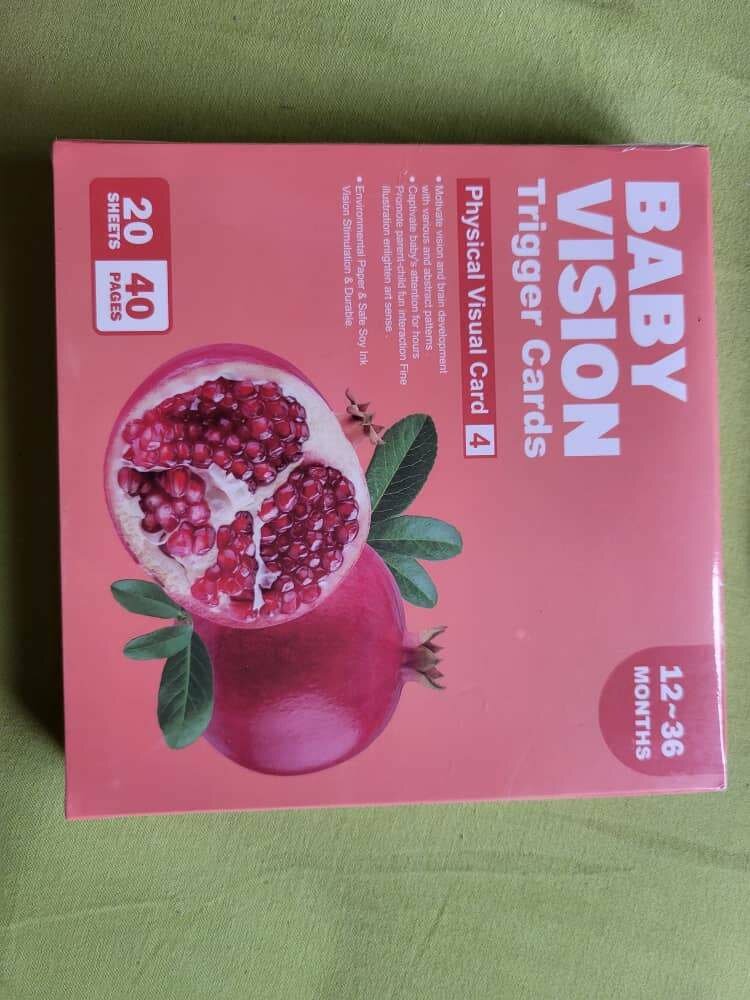 BABY
VISION
Trigger Cards
Physical Visual Card 4
• Motivate vision and brain development
with various and abstract patterns
• Captivate baby's attention for hours
Promote parent-child fun interaction Fine
illustration enlighten art sense .
• Environmental Paper & Safe Soy Ink
Vision Stimulation & Durable.
20
SHEETS
40
PAGES
12~36
MONTHS